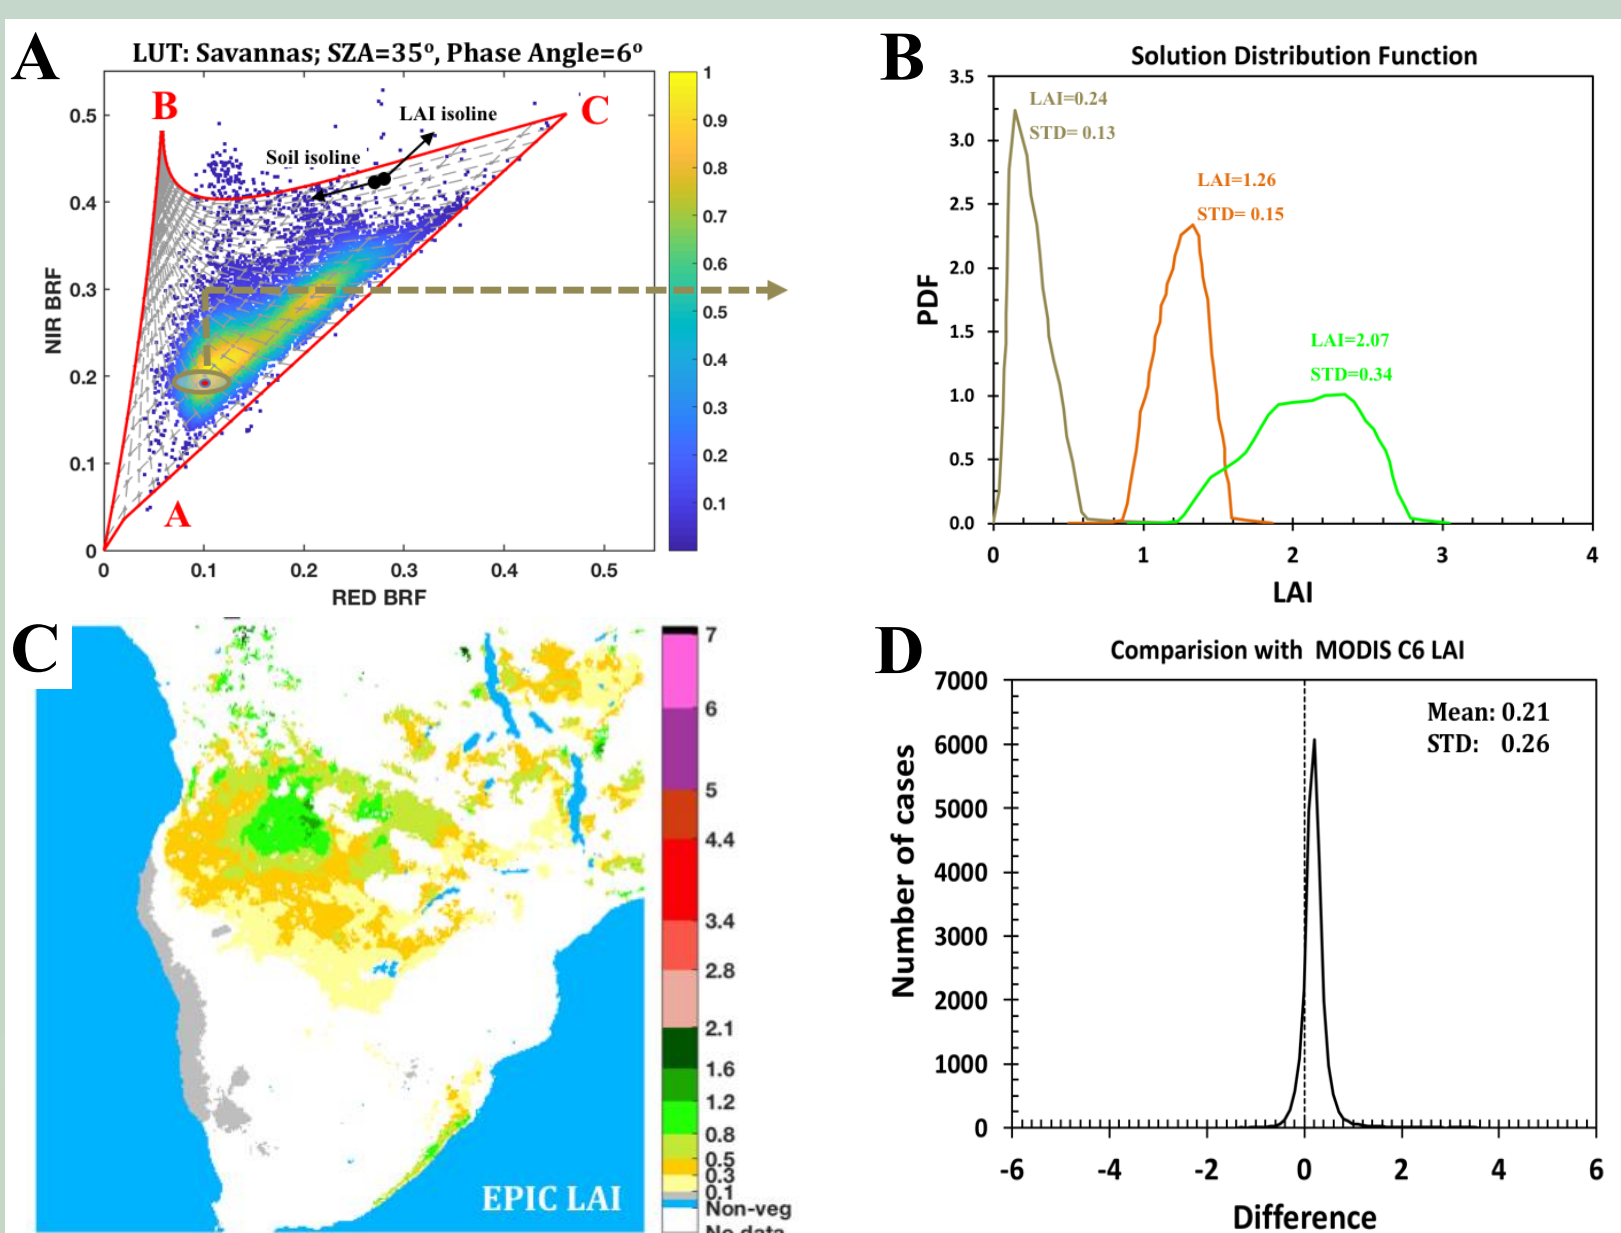 A
LUT: Savannas; SZA=35º, Phase Angle=6º
B
C
LAI isoline
Soil isoline
A
NIR BRF
0.5
0.4
0.3
0.2
0.1
0
0
0.1
0.2
0.3
0.4
0.5
RED BRF
1
0.9
0.8
0.7
0.6
0.5
0.4
0.3
0.2
0.1
B
Solution Distribution Function
LAI=0.24
STD= 0.13
LAI=1.26
STD= 0.15
LAI=2.07
STD=0.34
PDF
3.5
3.0
2.5
2.0
1.5
1.0
0.5
0.0
0
1
2
3
4
LAI
C
7
6
5
4.4
3.4
2.8
2.1
1.6
1.2
0.8
0.5
0.3
0.1
Non-veg
No data
EPIC LAI
D
Comparision with MODIS C6 LAI
Mean: 0.21
STD: 0.26
Number of cases
7000
6000
5000
4000
3000
2000
1000
0
-6
-4
-2
0
2
4
6
Difference